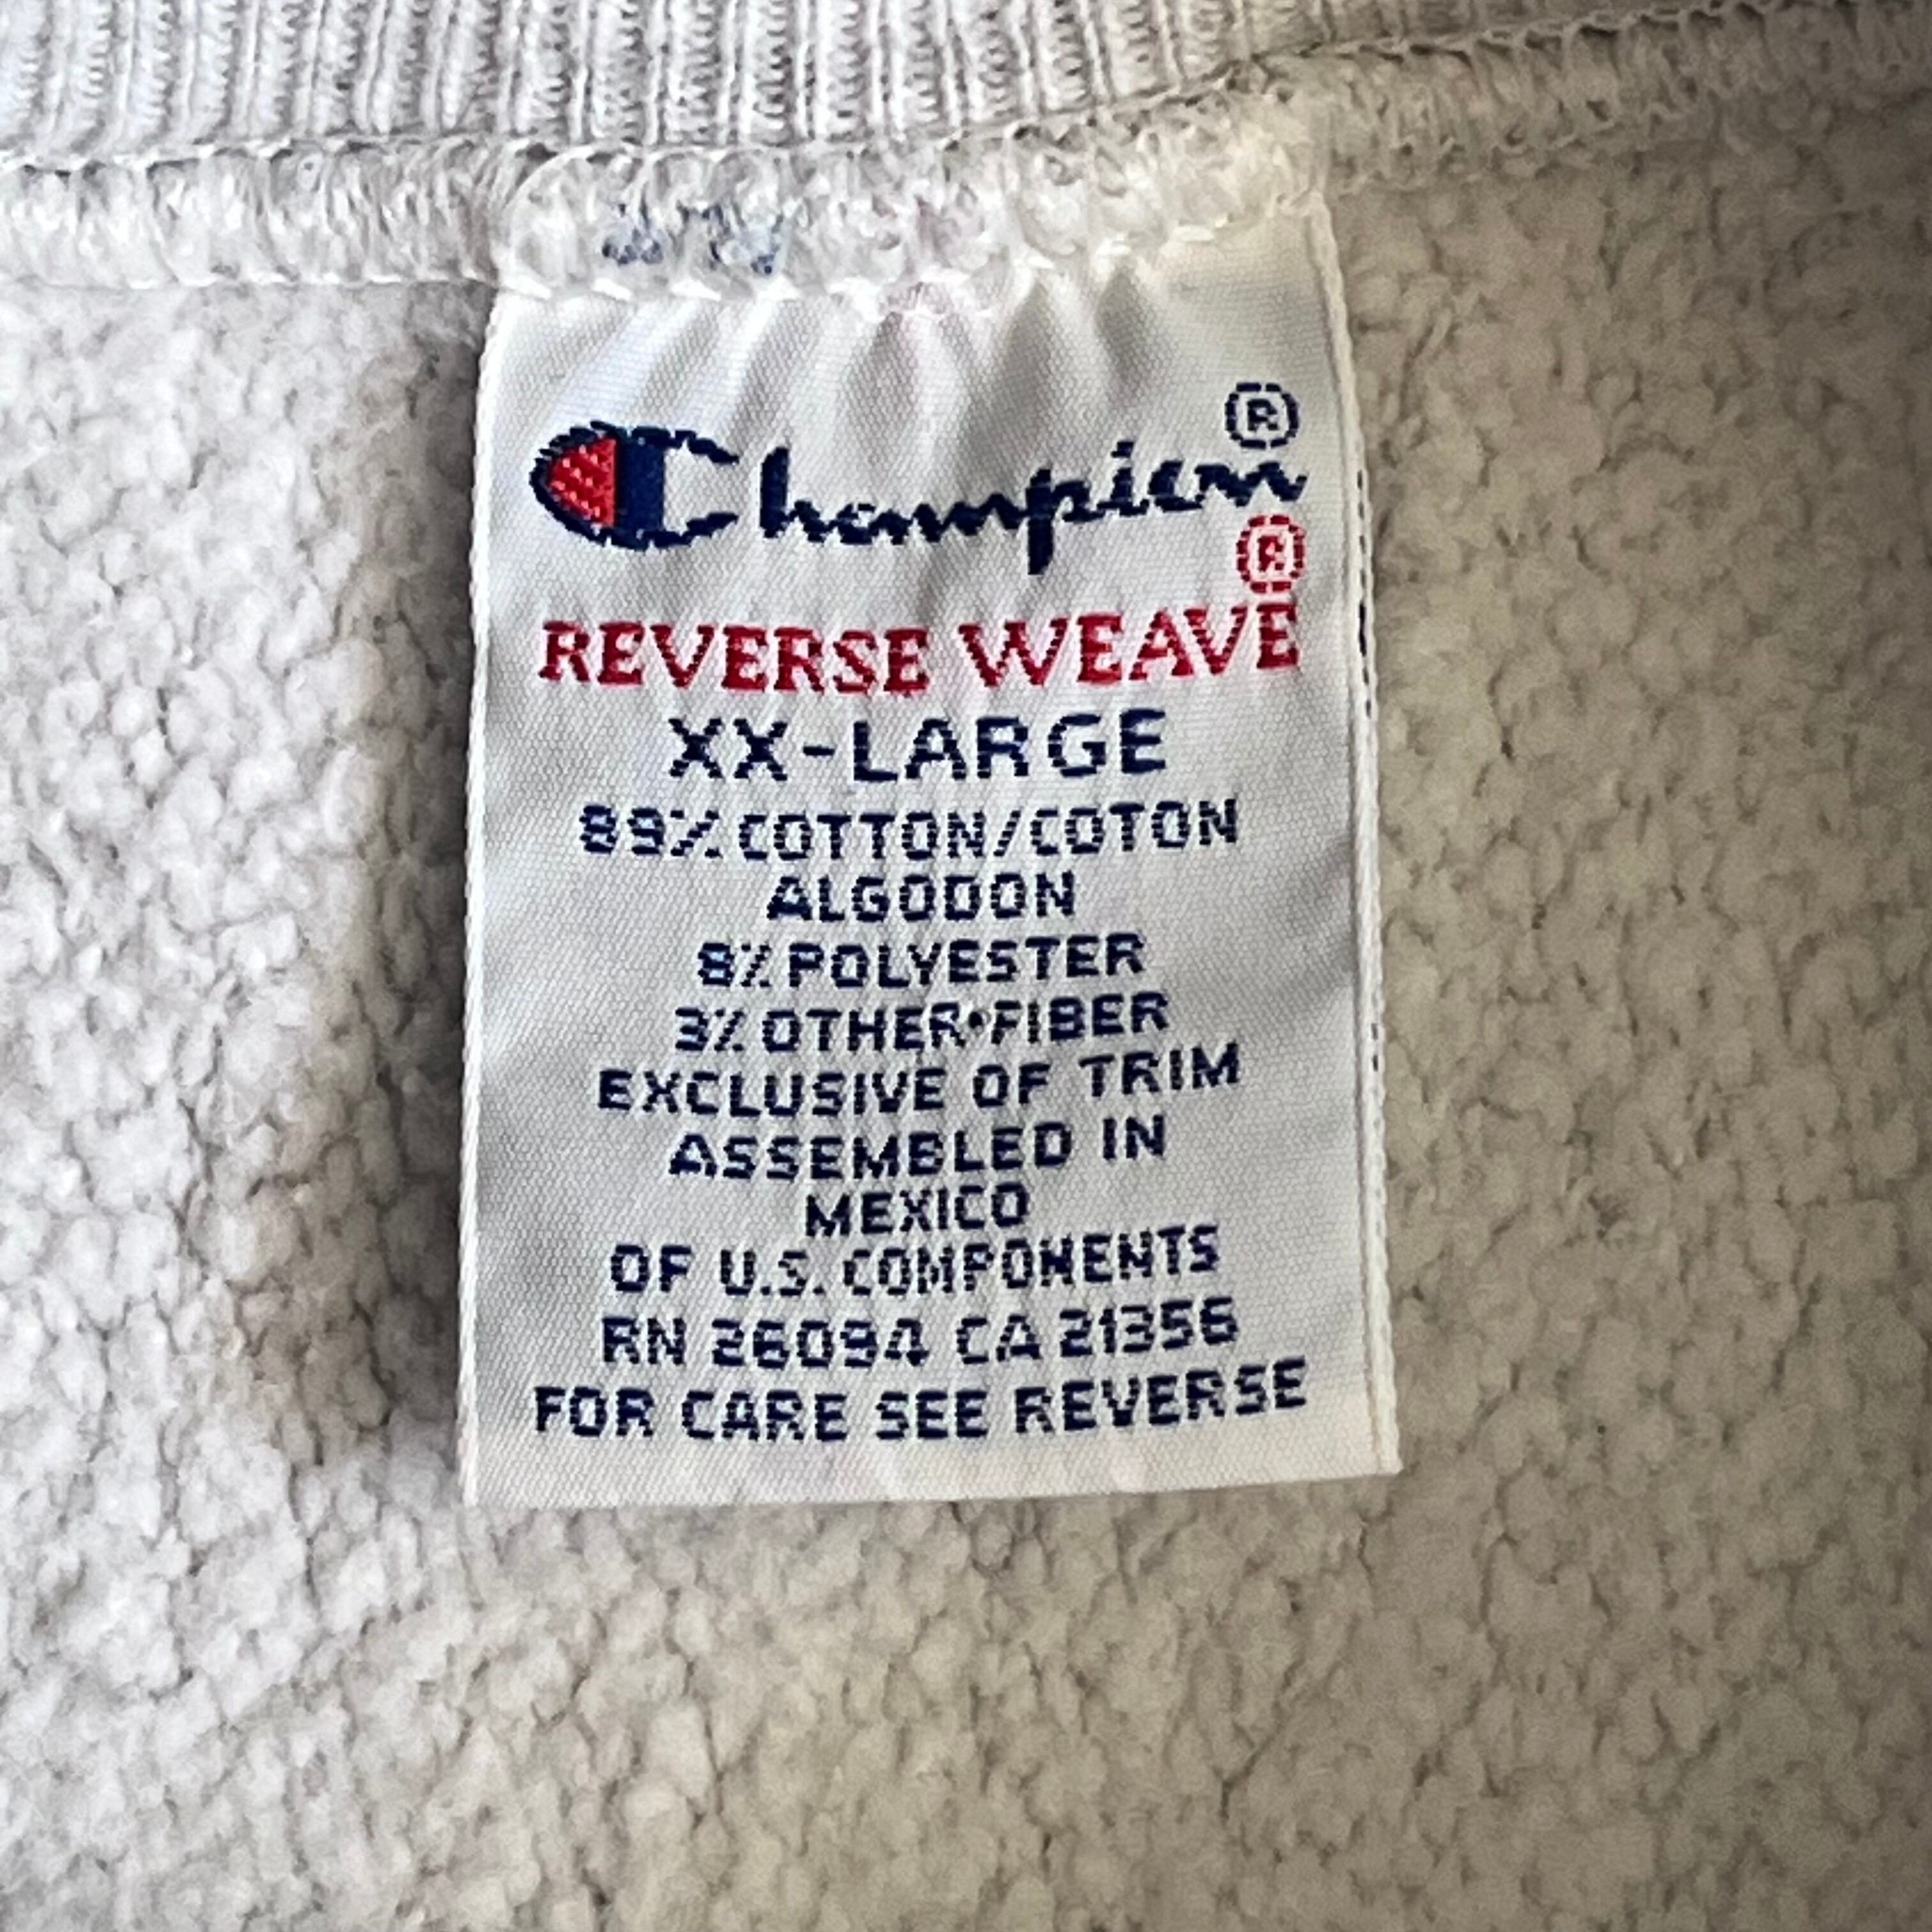 Champion®
REVERSE WEAVE®
XX-LARGE
89% COTTON/COTON
ALGODON
8% POLYESTER
3% OTHER•FIBER
EXCLUSIVE OF TRIM
ASSEMBLED IN
MEXICO
OF U.S. COMPONENTS
RN 26094 CA 21356
FOR CARE SEE REVERSE